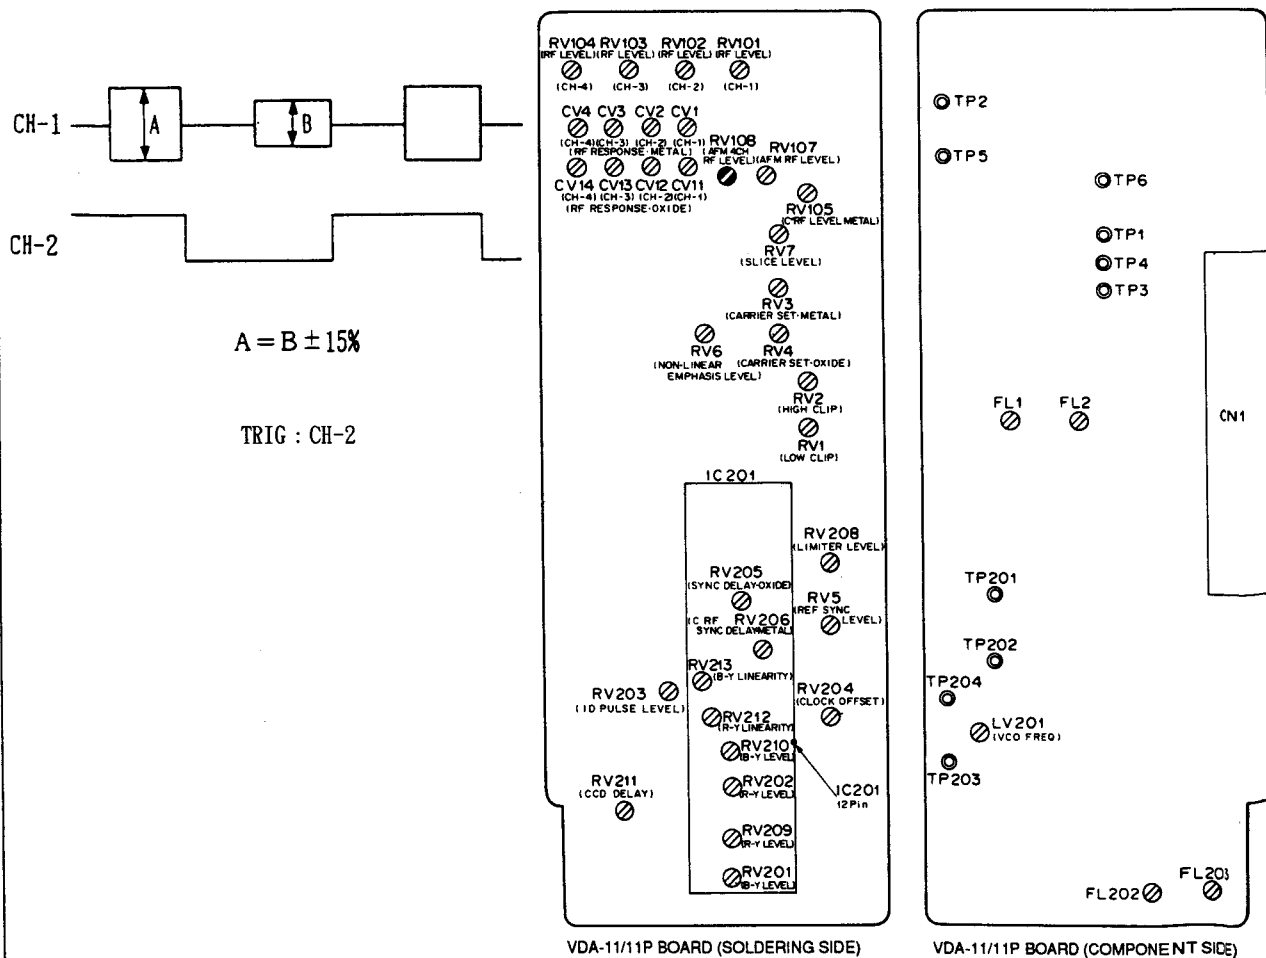 CH-1
A
B
CH-2
A = B ± 15%
TRIG : CH-2
RV104 RV103 RV102 RV101
(RF LEVEL) (RF LEVEL) (RF LEVEL) (RF LEVEL)
(CH-4) (CH-3) (CH-2) (CH-1)
CV4 CV3 CV2 CV1
(CH-4) (CH-3) (CH-2) (CH-1)
(RF RESPONSE-METAL)
RV108
(AFM 4CH
RF LEVEL)
RV107
(AFM RF LEVEL)
CV14 CV13 CV12 CV11
(CH-4) (CH-3) (CH-2) (CH-1)
(RF RESPONSE-OXIDE)
RV105
(C RF LEVEL METAL)
RV7
(SLICE LEVEL)
RV3
(CARRIER SET-METAL)
RV6
(NON-LINEAR
EMPHASIS LEVEL)
RV4
(CARRIER SET-OXIDE)
RV2
(HIGH CLIP)
RV1
(LOW CLIP)
IC201
RV208
(LIMITER LEVEL)
RV205
(SYNC DELAY-OXIDE)
RV5
(REF SYNC
LEVEL)
(C RF RV206
SYNC DELAY-METAL)
RV213
(B-Y LINEARITY)
RV203
(ID PULSE LEVEL)
RV204
(CLOCK OFFSET)
RV212
(R-Y LINEARITY)
RV210
(B-Y LEVEL)
RV211
(CCD DELAY)
RV202
(R-Y LEVEL)
IC201
12Pin
RV209
(R-Y LEVEL)
RV201
(B-Y LEVEL)
VDA-11/11P BOARD (SOLDERING SIDE)
TP2
TP5
TP6
TP1
TP4
TP3
FL1 FL2
CN1
TP201
TP202
TP204
LV201
(VCO FREQ)
TP203
FL202
FL203
VDA-11/11P BOARD (COMPONENT SIDE)